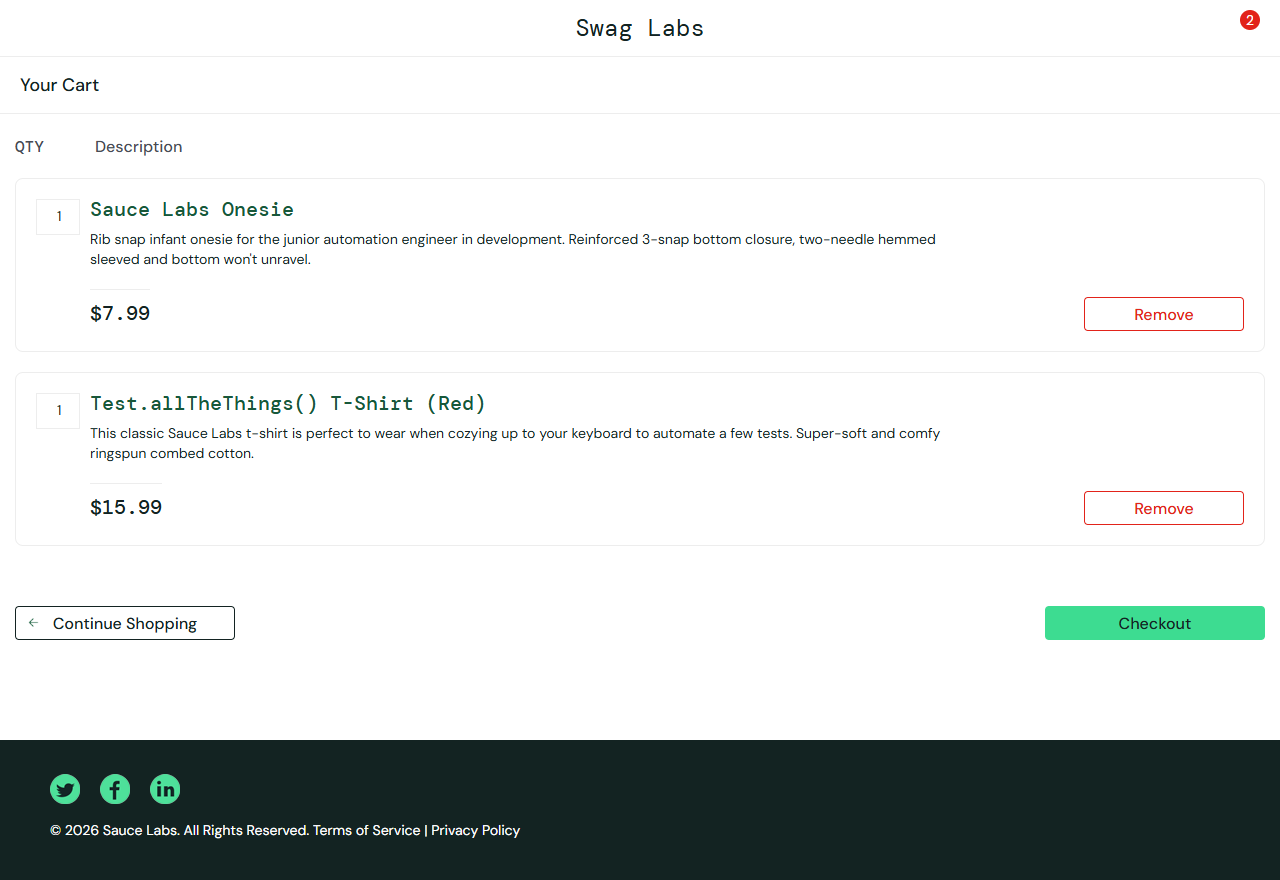 Swag Labs
2
Your Cart
QTY Description
1
Sauce Labs Onesie
Rib snap infant onesie for the junior automation engineer in development. Reinforced 3-snap bottom closure, two-needle hemmed
sleeved and bottom won't unravel.
$7.99
Remove
1
Test.allTheThings() T-Shirt (Red)
This classic Sauce Labs t-shirt is perfect to wear when cozying up to your keyboard to automate a few tests. Super-soft and comfy
ringspun combed cotton.
$15.99
Remove
Continue Shopping
Checkout
© 2026 Sauce Labs. All Rights Reserved. Terms of Service | Privacy Policy